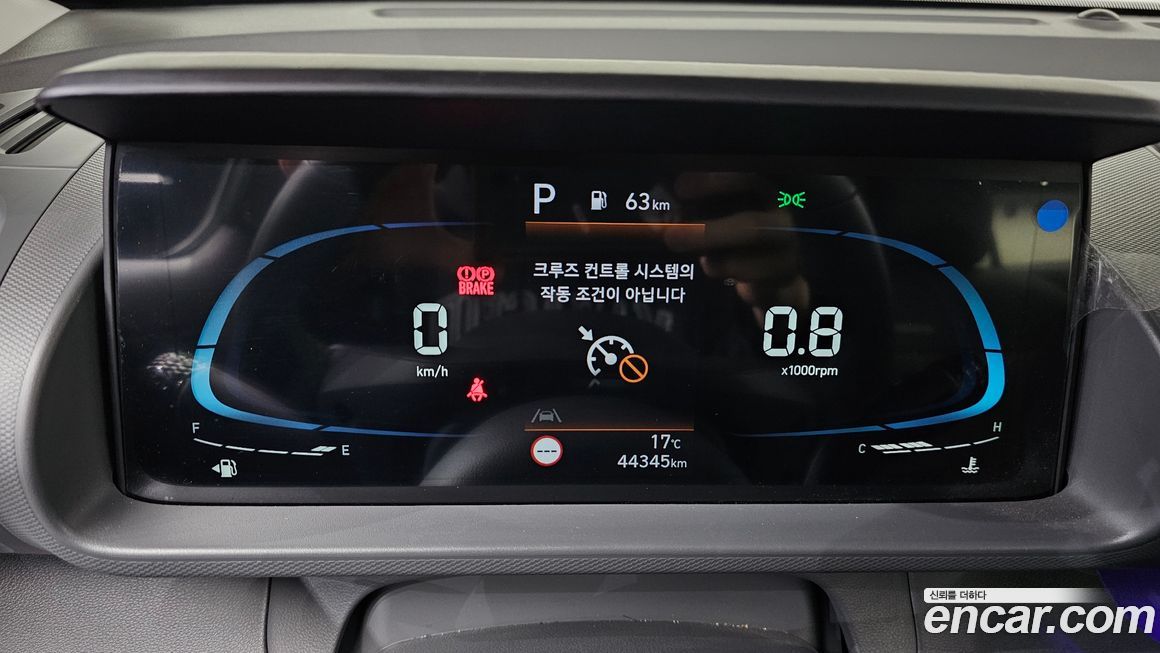 P 63km
크루즈 컨트롤 시스템의
작동 조건이 아닙니다
BRAKE
0
km/h
0.8
x1000rpm
F E
C H
---
17℃
44345km
신뢰를 더하다
encar.com